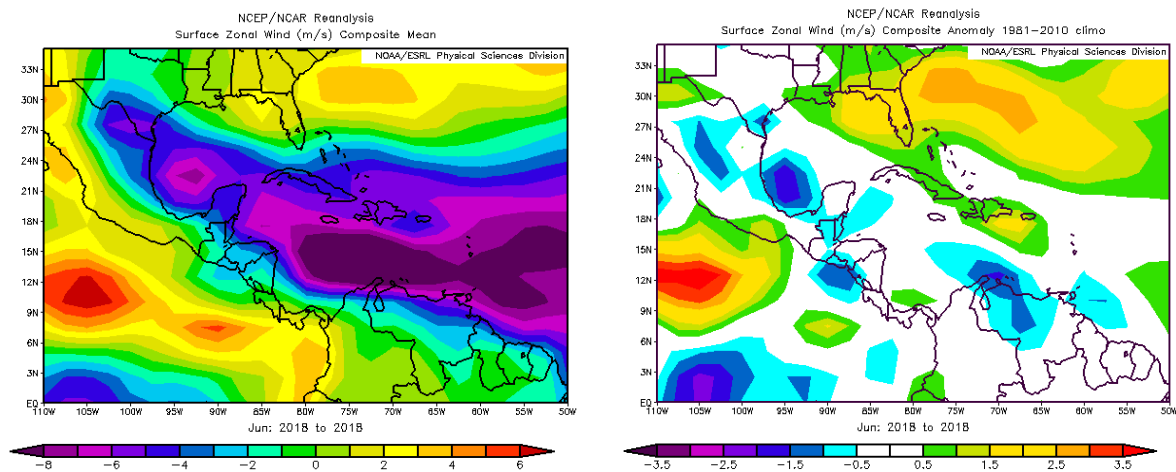 NCEP/NCAR Reanalysis
Surface Zonal Wind (m/s) Composite Mean
NOAA/ESRL Physical Sciences Division
33N
30N
27N
24N
21N
18N
15N
12N
9N
6N
3N
EQ
110W 105W 100W 95W 90W 85W 80W 75W 70W 65W 60W 55W 50W
Jun: 2018 to 2018
-8 -6 -4 -2 0 2 4 6
NCEP/NCAR Reanalysis
Surface Zonal Wind (m/s) Composite Anomaly 1981-2010 climo
NOAA/ESRL Physical Sciences Division
33N
30N
27N
24N
21N
18N
15N
12N
9N
6N
3N
EQ
110W 105W 100W 95W 90W 85W 80W 75W 70W 65W 60W 55W 50W
Jun: 2018 to 2018
-3.5 -2.5 -1.5 -0.5 0.5 1.5 2.5 3.5